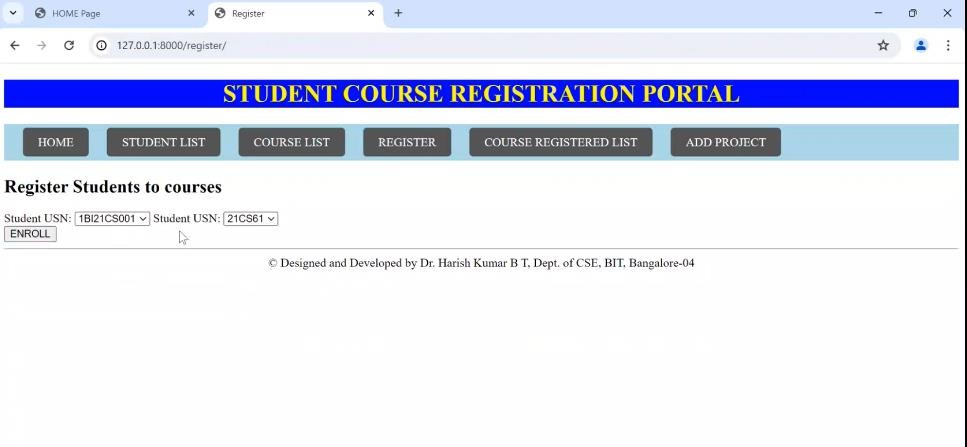 HOME Page Register
127.0.0.1:8000/register/
STUDENT COURSE REGISTRATION PORTAL
HOME STUDENT LIST COURSE LIST REGISTER COURSE REGISTERED LIST ADD PROJECT
Register Students to courses
Student USN: 1BI21CS001 Student USN: 21CS61
ENROLL
© Designed and Developed by Dr. Harish Kumar B T, Dept. of CSE, BIT, Bangalore-04